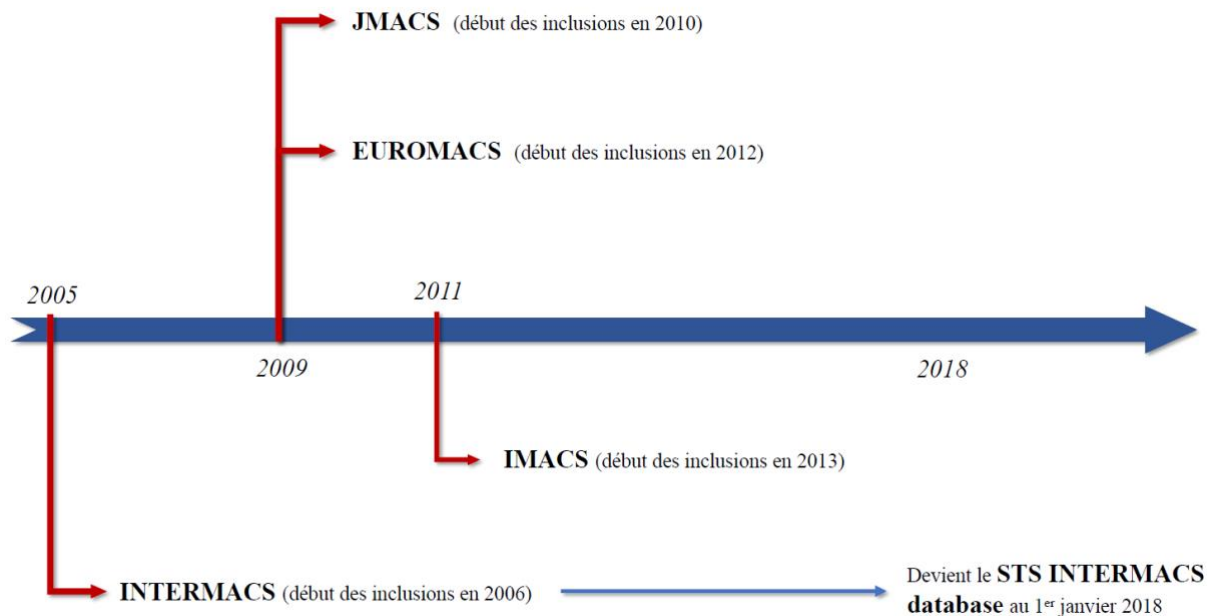 JMACS (début des inclusions en 2010)
EUROMACS (début des inclusions en 2012)
2005
2011
2009
2018
IMACS (début des inclusions en 2013)
INTERMACS (début des inclusions en 2006)
Devient le STS INTERMACS
database au 1er janvier 2018